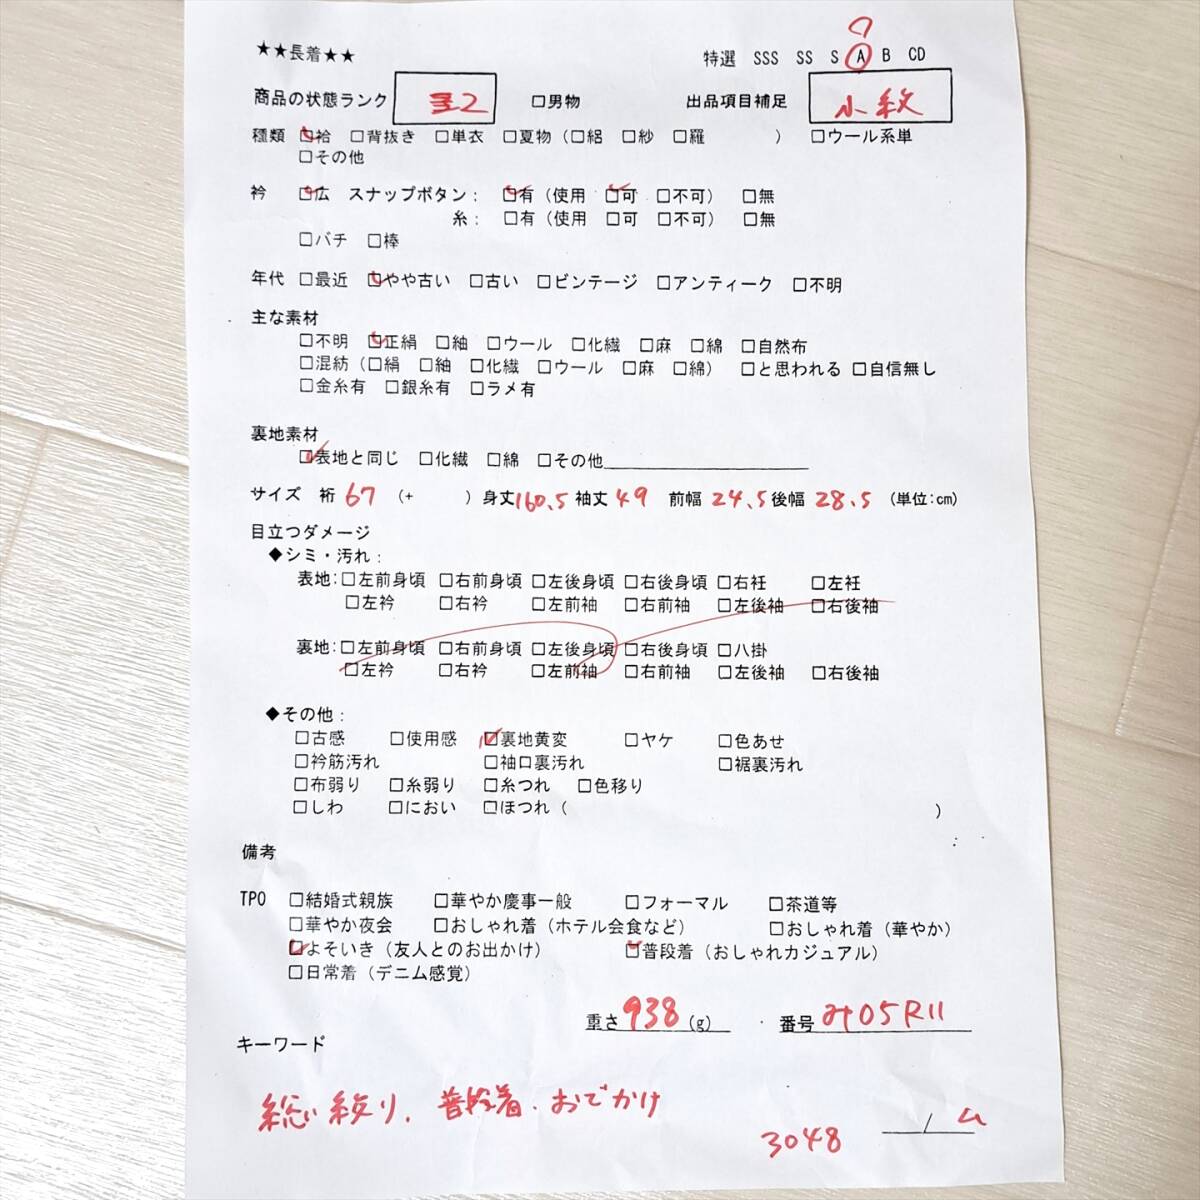 ★★長着★★ 特選 SSS SS S A B CD
商品の状態ランク 2 □男物 出品項目補足 小紋
種類 □袷 □背抜き □単衣 □夏物（□絽 □紗 □羅 ） □ウール系単
□その他
衿 □広 スナップボタン： □有（使用 □可 □不可） □無
糸： □有（使用 □可 □不可） □無
□バチ □棒
年代 □最近 □やや古い □古い □ビンテージ □アンティーク □不明
主な素材
□不明 □正絹 □紬 □ウール □化繊 □麻 □綿 □自然布
□混紡（□絹 □紬 □化繊 □ウール □麻 □綿） □と思われる □自信無し
□金糸有 □銀糸有 □ラメ有
裏地素材
□表地と同じ □化繊 □綿 □その他
サイズ 裄 67 （+ ）身丈160.5 袖丈 49 前幅 24.5 後幅 28.5 （単位:cm）
目立つダメージ
◆シミ・汚れ：
表地：□左前身頃 □右前身頃 □左後身頃 □右後身頃 □右衽 □左衽
□左衿 □右衿 □左前袖 □右前袖 □左後袖 □右後袖
裏地：□左前身頃 □右前身頃 □左後身頃 □右後身頃 □八掛
□左衿 □右衿 □左前袖 □右前袖 □左後袖 □右後袖
◆その他：
□古感 □使用感 □裏地黄変 □ヤケ □色あせ
□衿筋汚れ □袖口裏汚れ □裾裏汚れ
□布弱り □糸弱り □糸つれ □色移り
□しわ □におい □ほつれ（ ）
備考
TPO □結婚式親族 □華やか慶事一般 □フォーマル □茶道等
□華やか夜会 □おしゃれ着（ホテル会食など） □おしゃれ着（華やか）
□よそいき（友人とのお出かけ） □普段着（おしゃれカジュアル）
□日常着（デニム感覚）
重さ 938 (g) 番号 み05R11
キーワード
総絞り、普段着、おでかけ
3048 /